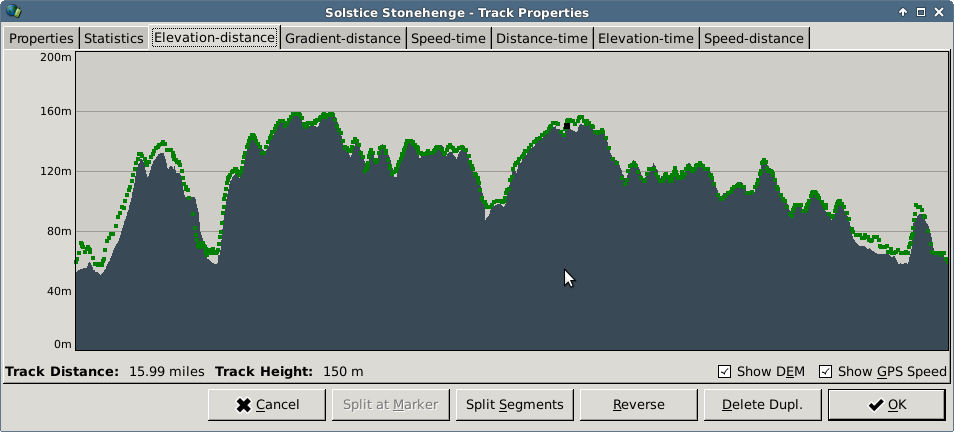 Solstice Stonehenge - Track Properties
Properties Statistics Elevation-distance Gradient-distance Speed-time Distance-time Elevation-time Speed-distance
200m
160m
120m
80m
40m
0m
Track Distance: 15.99 miles Track Height: 150 m Show DEM Show GPS Speed
Cancel Split at Marker Split Segments Reverse Delete Dupl. OK